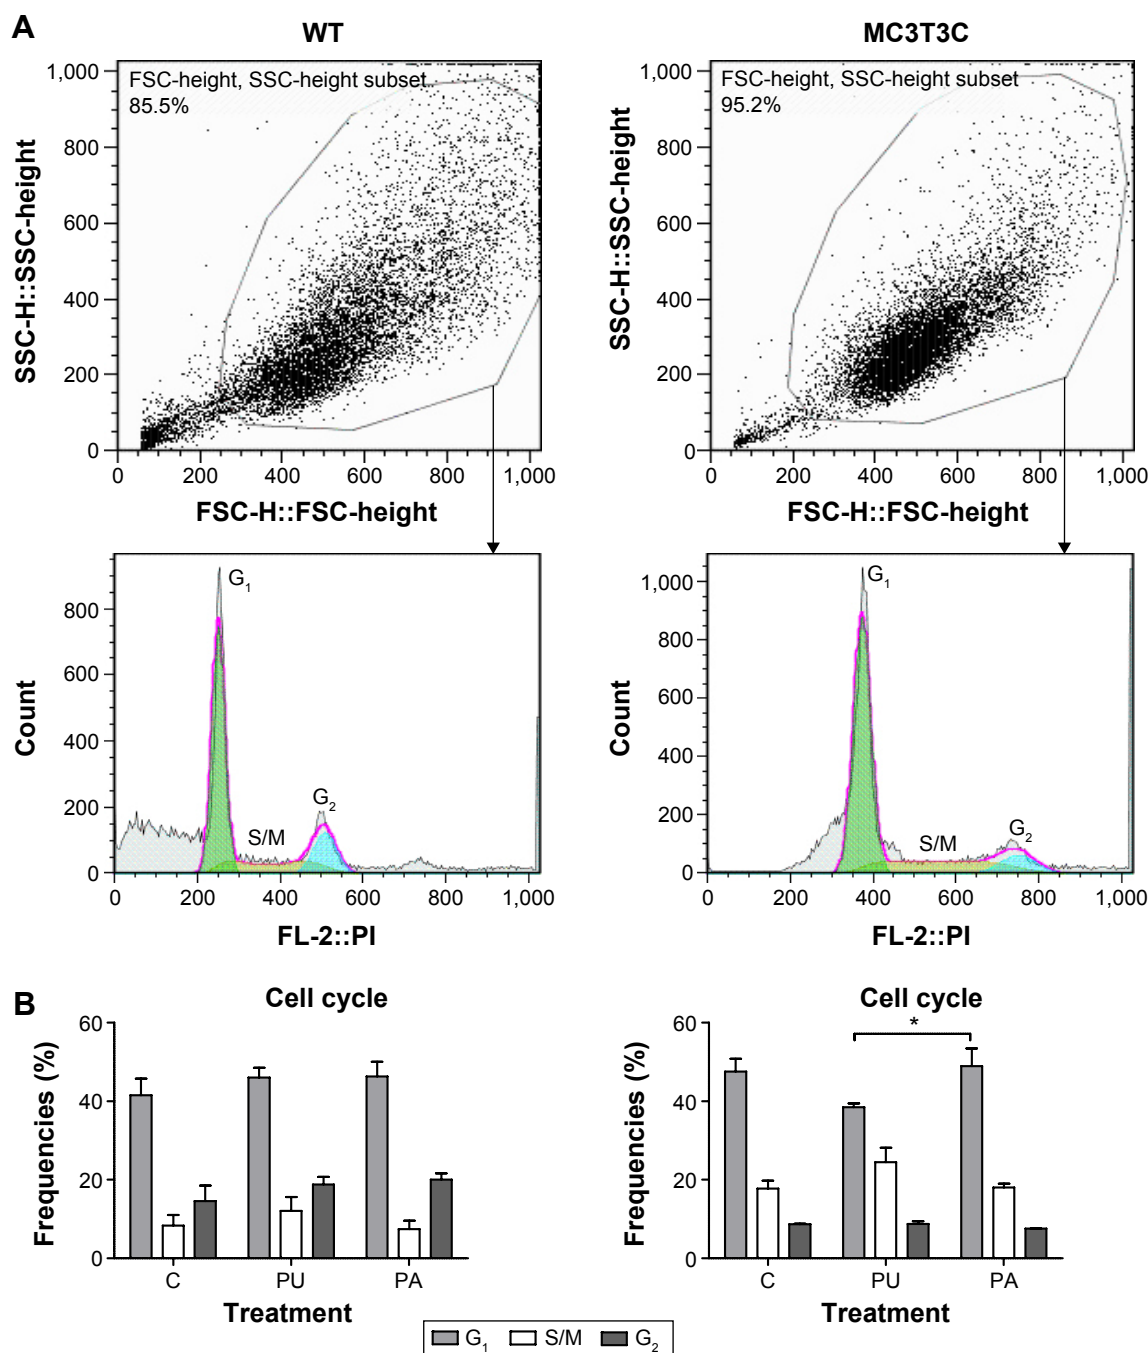 A
WT
MC3T3C
FSC-height, SSC-height subset
85.5%
1,000
800
600
400
200
0
SSC-H::SSC-height
0 200 400 600 800 1,000
FSC-H::FSC-height
FSC-height, SSC-height subset
95.2%
1,000
800
600
400
200
0
SSC-H::SSC-height
0 200 400 600 800 1,000
FSC-H::FSC-height
G1
S/M
G2
800
600
400
200
0
Count
0 200 400 600 800 1,000
FL-2::PI
G1
S/M
G2
1,000
800
600
400
200
0
Count
0 200 400 600 800 1,000
FL-2::PI
B
Cell cycle
60
40
20
0
Frequencies (%)
C PU PA
Treatment
Cell cycle
*
60
40
20
0
Frequencies (%)
C PU PA
Treatment
G1 S/M G2